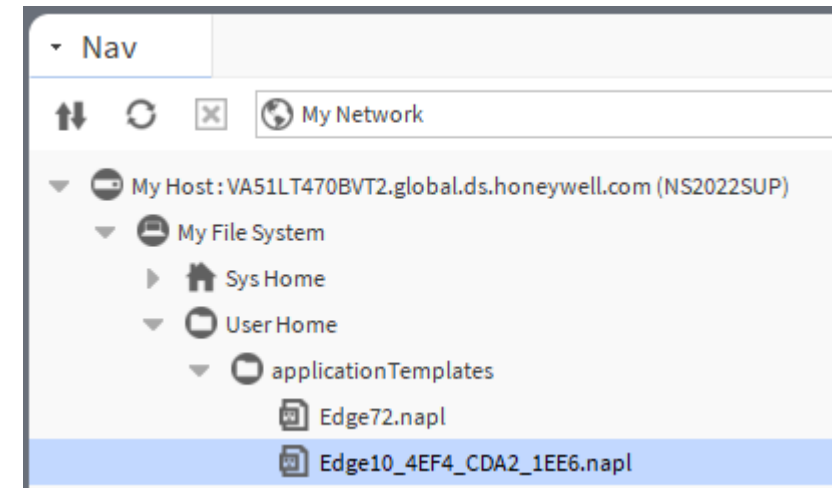 Nav
My Network
My Host : VA51LT470BVT2.global.ds.honeywell.com (NS2022SUP)
My File System
Sys Home
User Home
applicationTemplates
Edge72.napl
Edge10_4EF4_CDA2_1EE6.napl